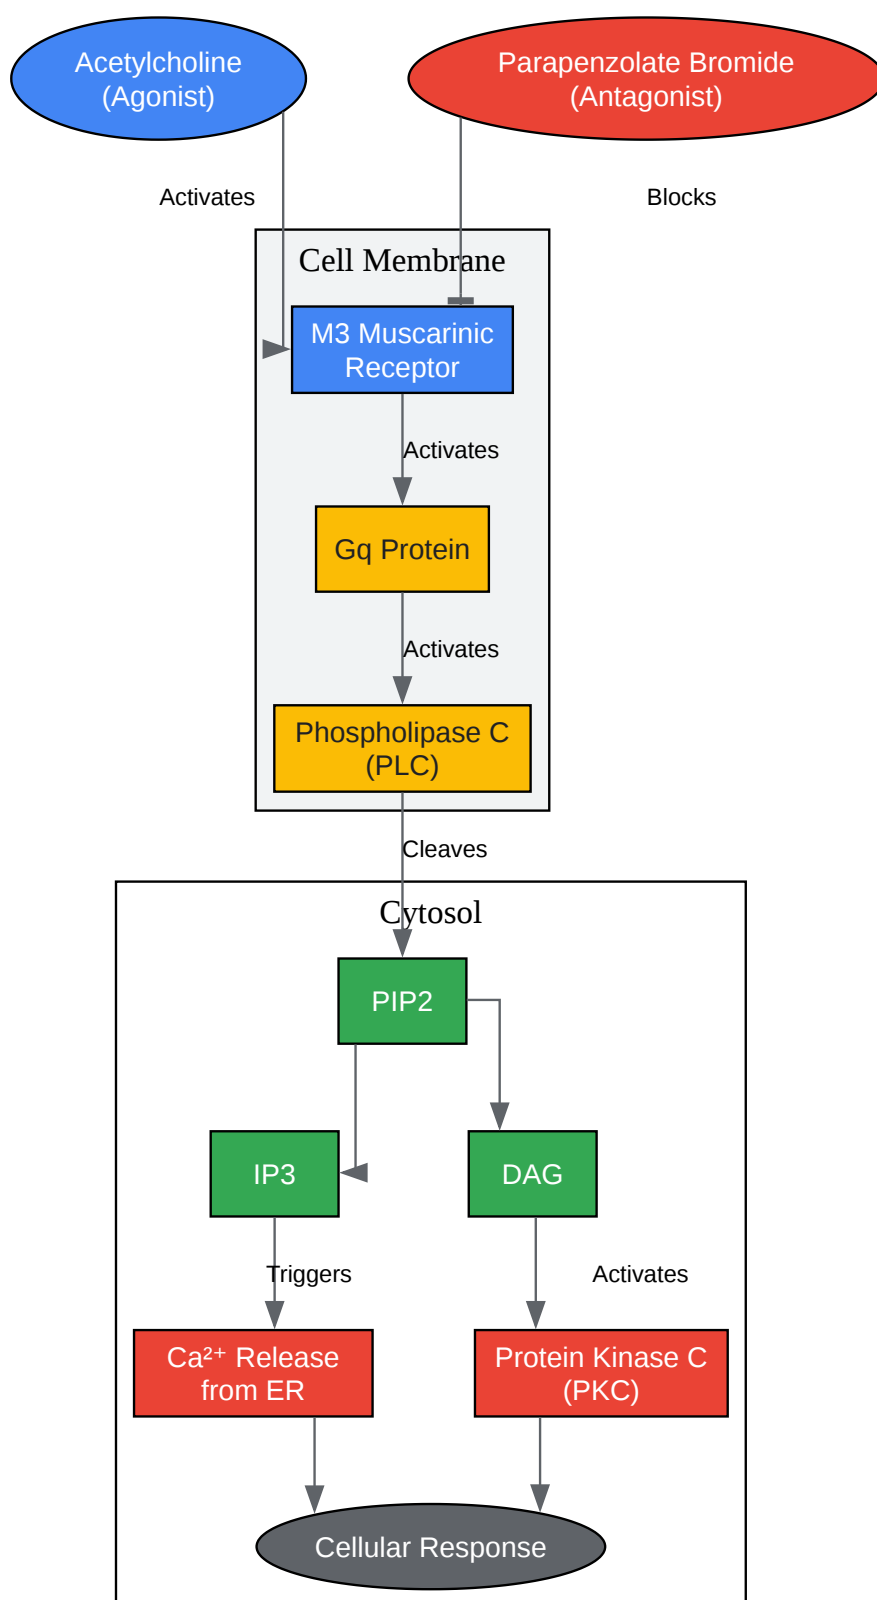 Acetylcholine
(Agonist)
Parapenzolate Bromide
(Antagonist)
Activates
Blocks
Cell Membrane
M3 Muscarinic
Receptor
Activates
Gq Protein
Activates
Phospholipase C
(PLC)
Cleaves
Cytosol
PIP2
IP3
DAG
Triggers
Activates
Ca²⁺ Release
from ER
Protein Kinase C
(PKC)
Cellular Response